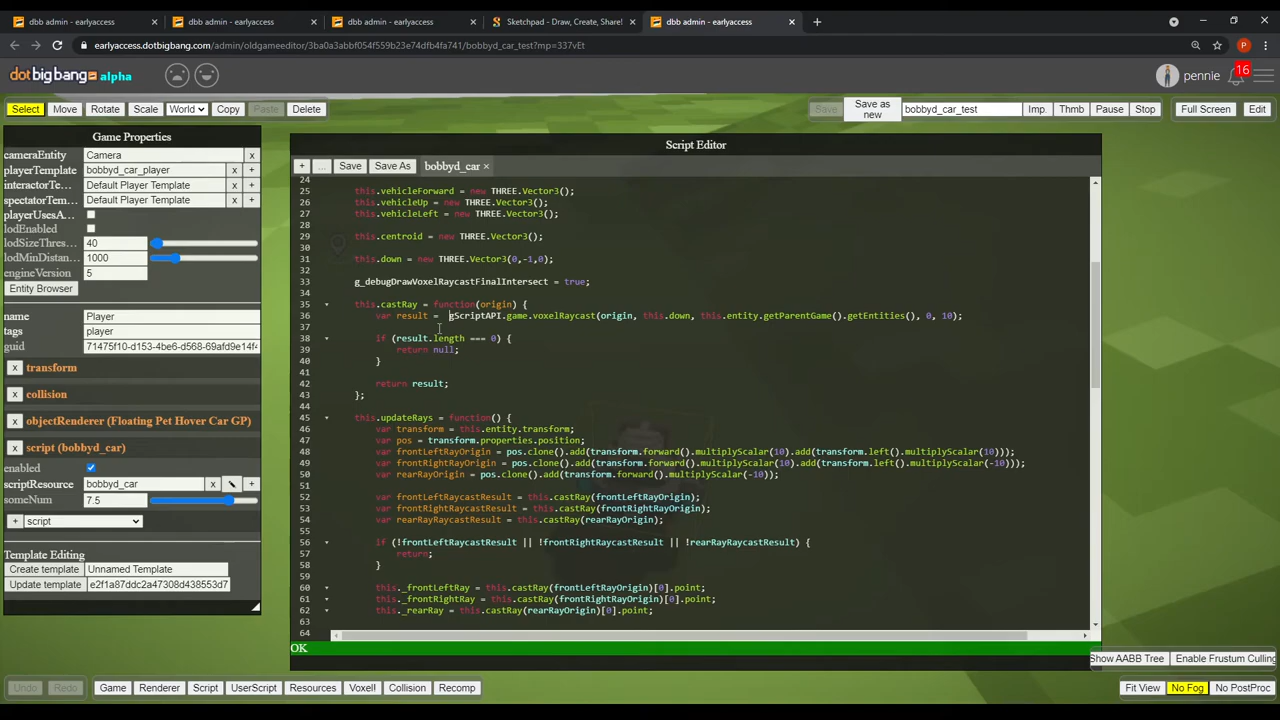 dbb admin - earlyaccess
dbb admin - earlyaccess
dbb admin - earlyaccess
Sketchpad - Draw, Create, Share!
dbb admin - earlyaccess
earlyaccess.dotbigbang.com/admin/oldgameeditor/3ba0a3abbf054f559b23e74dfb4fa741/bobbyd_car_test?mp=337vEt
P
dotbigbang alpha
pennie
16
Select Move Rotate Scale World Copy Paste Delete
Save Save as new bobbyd_car_test Imp. Thmb Pause Stop Full Screen Edit
Game Properties
cameraEntity Camera x
playerTemplate bobbyd_car_player x +
interactorTe... Default Player Template x +
spectatorTem... Default Player Template x +
playerUsesA...
lodEnabled
lodSizeThres... 40
lodMinDistan... 1000
engineVersion 5
Entity Browser
name Player
tags player
guid 71475f10-d153-4be6-d568-69afd9e14f4
x transform
x collision
x objectRenderer (Floating Pet Hover Car GP)
x script (bobbyd_car)
enabled
scriptResource bobbyd_car x +
someNum 7.5
+ script
Template Editing
Create template Unnamed Template
Update template e2f1a87ddc2a47308d438553d7
Script Editor
+ ... Save Save As bobbyd_car ×
24
25 this.vehicleForward = new THREE.Vector3();
26 this.vehicleUp = new THREE.Vector3();
27 this.vehicleLeft = new THREE.Vector3();
28
29 this.centroid = new THREE.Vector3();
30
31 this.down = new THREE.Vector3(0,-1,0);
32
33 g_debugDrawVoxelRaycastFinalIntersect = true;
34
35 this.castRay = function(origin) {
36 var result = gScriptAPI.game.voxelRaycast(origin, this.down, this.entity.getParentGame().getEntities(), 0, 10);
37
38 if (result.length === 0) {
39 return null;
40 }
41
42 return result;
43 };
44
45 this.updateRays = function() {
46 var transform = this.entity.transform;
47 var pos = transform.properties.position;
48 var frontLeftRayOrigin = pos.clone().add(transform.forward().multiplyScalar(10)).add(transform.left().multiplyScalar(10));
49 var frontRightRayOrigin = pos.clone().add(transform.forward().multiplyScalar(10)).add(transform.left().multiplyScalar(-10));
50 var rearRayOrigin = pos.clone().add(transform.forward().multiplyScalar(-10));
51
52 var frontLeftRaycastResult = this.castRay(frontLeftRayOrigin);
53 var frontRightRaycastResult = this.castRay(frontRightRayOrigin);
54 var rearRayRaycastResult = this.castRay(rearRayOrigin);
55
56 if (!frontLeftRaycastResult || !frontRightRaycastResult || !rearRayRaycastResult) {
57 return;
58 }
59
60 this._frontLeftRay = this.castRay(frontLeftRayOrigin)[0].point;
61 this._frontRightRay = this.castRay(frontRightRayOrigin)[0].point;
62 this._rearRay = this.castRay(rearRayOrigin)[0].point;
63
64
OK
Show AABB Tree Enable Frustum Culling
Undo Redo Game Renderer Script UserScript Resources Voxel! Collision Recomp Fit View No Fog No PostProc